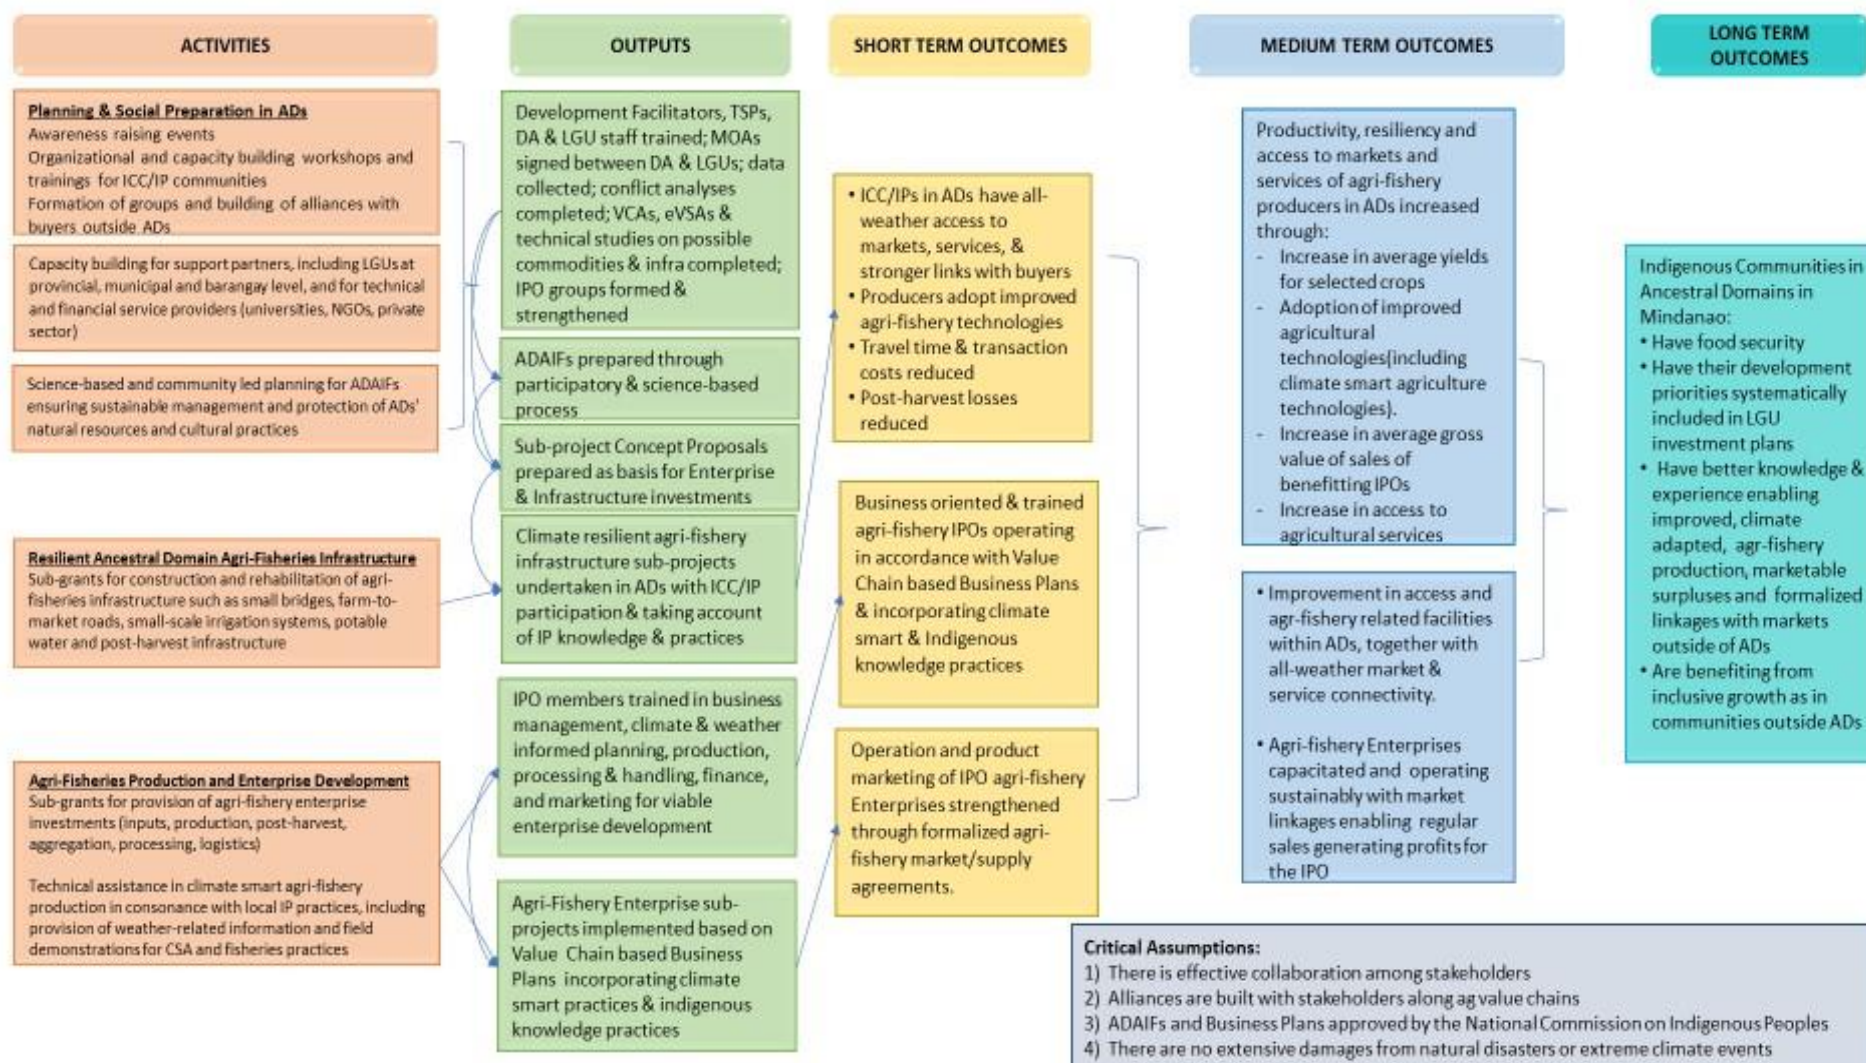 ACTIVITIES
Planning & Social Preparation in ADs
Awareness raising events
Organizational and capacity building workshops and
trainings for ICC/IP communities
Formation of groups and building of alliances with
buyers outside ADs
Capacity building for support partners, including LGUs at
provincial, municipal and barangay level, and for technical
and financial service providers (universities, NGOs, private
sector)
Science-based and community led planning for ADAIFs
ensuring sustainable management and protection of ADs'
natural resources and cultural practices
Resilient Ancestral Domain Agri-Fisheries Infrastructure
Sub-grants for construction and rehabilitation of agri-
fisheries infrastructure such as small bridges, farm-to-
market roads, small-scale irrigation systems, potable
water and post-harvest infrastructure
Agri-Fisheries Production and Enterprise Development
Sub-grants for provision of agri-fishery enterprise
investments (inputs, production, post-harvest,
aggregation, processing, logistics)
Technical assistance in climate smart agri-fishery
production in consonance with local IP practices, including
provision of weather-related information and field
demonstrations for CSA and fisheries practices
OUTPUTS
Development Facilitators, TSPs,
DA & LGU staff trained; MOAs
signed between DA & LGUs; data
collected; conflict analyses
completed; VCAs, eVSAs &
technical studies on possible
commodities & infra completed;
IPO groups formed &
strengthened
ADAIFs prepared through
participatory & science-based
process
Sub-project Concept Proposals
prepared as basis for Enterprise
& Infrastructure investments
Climate resilient agri-fishery
infrastructure sub-projects
undertaken in ADs with ICC/IP
participation & taking account
of IP knowledge & practices
IPO members trained in business
management, climate & weather
informed planning, production,
processing & handling, finance,
and marketing for viable
enterprise development
Agri-Fishery Enterprise sub-
projects implemented based on
Value Chain based Business
Plans incorporating climate
smart practices & indigenous
knowledge practices
SHORT TERM OUTCOMES
• ICC/IPs in ADs have all-
weather access to
markets, services, &
stronger links with buyers
• Producers adopt improved
agri-fishery technologies
• Travel time & transaction
costs reduced
• Post-harvest losses
reduced
Business oriented & trained
agri-fishery IPOs operating
in accordance with Value
Chain based Business Plans
& incorporating climate
smart & Indigenous
knowledge practices
Operation and product
marketing of IPO agri-fishery
Enterprises strengthened
through formalized agri-
fishery market/supply
agreements.
MEDIUM TERM OUTCOMES
Productivity, resiliency and
access to markets and
services of agri-fishery
producers in ADs increased
through:
- Increase in average yields
for selected crops
- Adoption of improved
agricultural
technologies(including
climate smart agriculture
technologies).
- Increase in average gross
value of sales of
benefitting IPOs
- Increase in access to
agricultural services
• Improvement in access and
agr-fishery related facilities
within ADs, together with
all-weather market &
service connectivity.
• Agri-fishery Enterprises
capacitated and operating
sustainably with market
linkages enabling regular
sales generating profits for
the IPO
LONG TERM
OUTCOMES
Indigenous Communities in
Ancestral Domains in
Mindanao:
• Have food security
• Have their development
priorities systematically
included in LGU
investment plans
• Have better knowledge &
experience enabling
improved, climate
adapted, agr-fishery
production, marketable
surpluses and formalized
linkages with markets
outside of ADs
• Are benefiting from
inclusive growth as in
communities outside ADs
Critical Assumptions:
1) There is effective collaboration among stakeholders
2) Alliances are built with stakeholders along ag value chains
3) ADAIFs and Business Plans approved by the National Commission on Indigenous Peoples
4) There are no extensive damages from natural disasters or extreme climate events